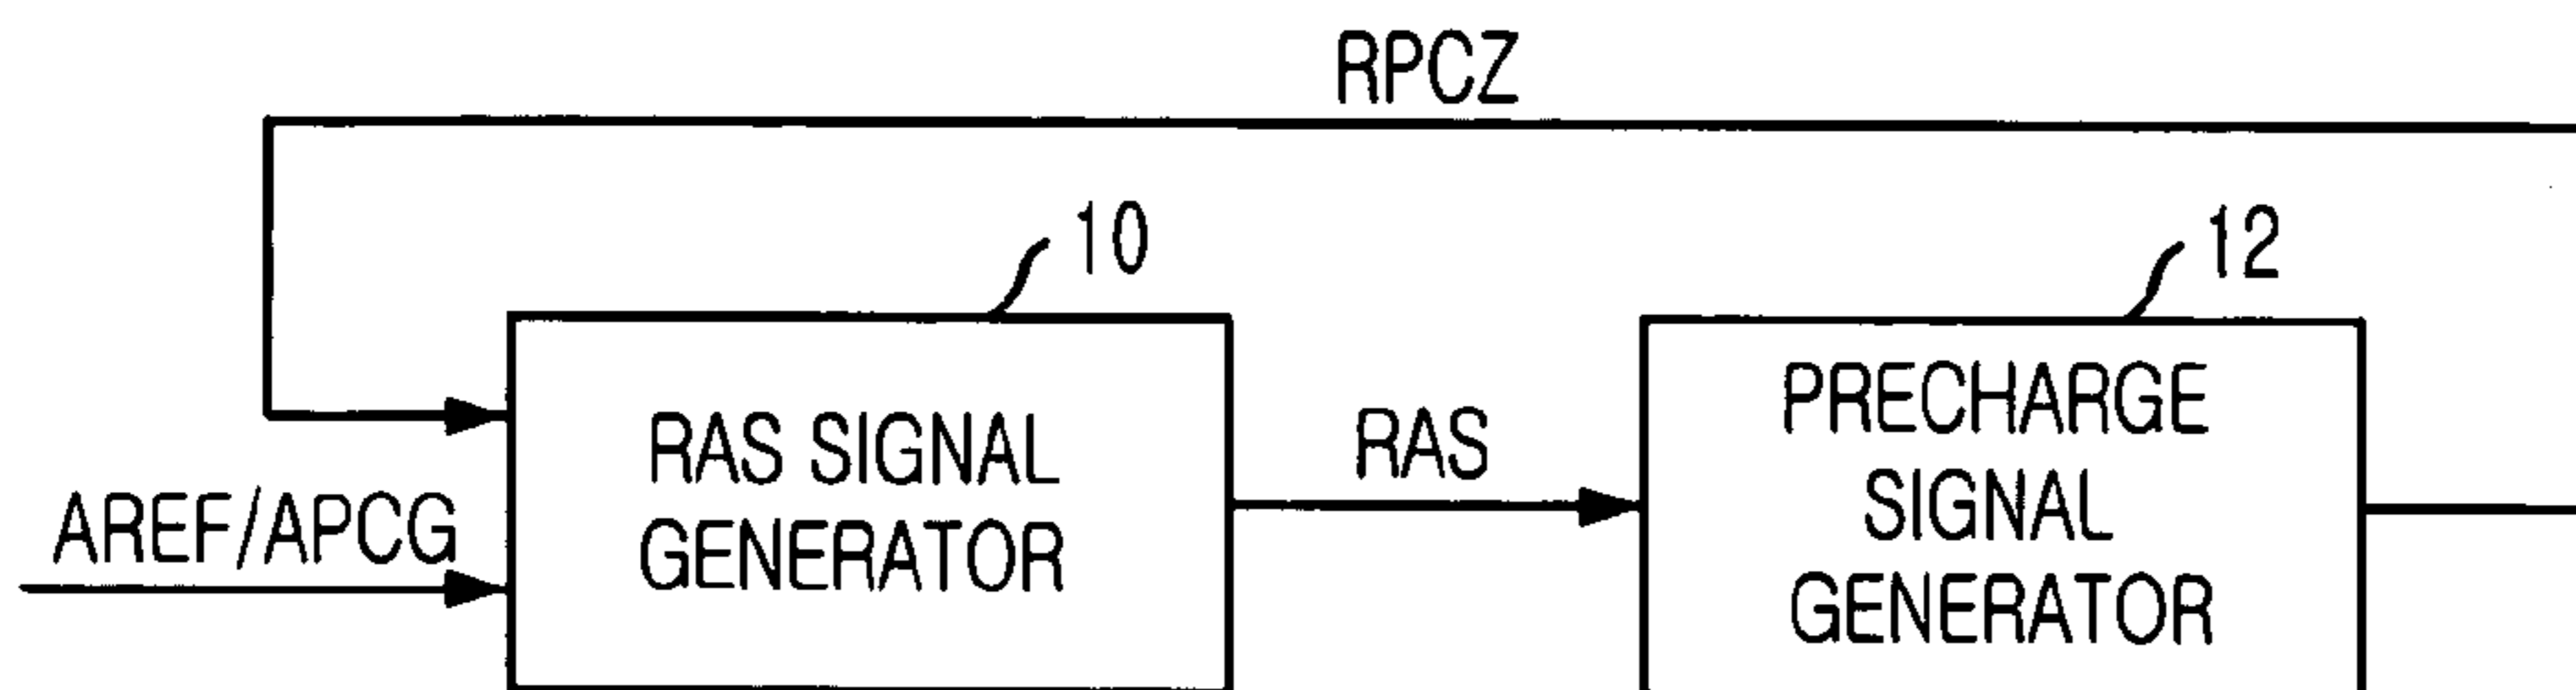 RPCZ
10
12
RAS SIGNAL
GENERATOR
AREF/APCG
RAS
PRECHARGE
SIGNAL
GENERATOR